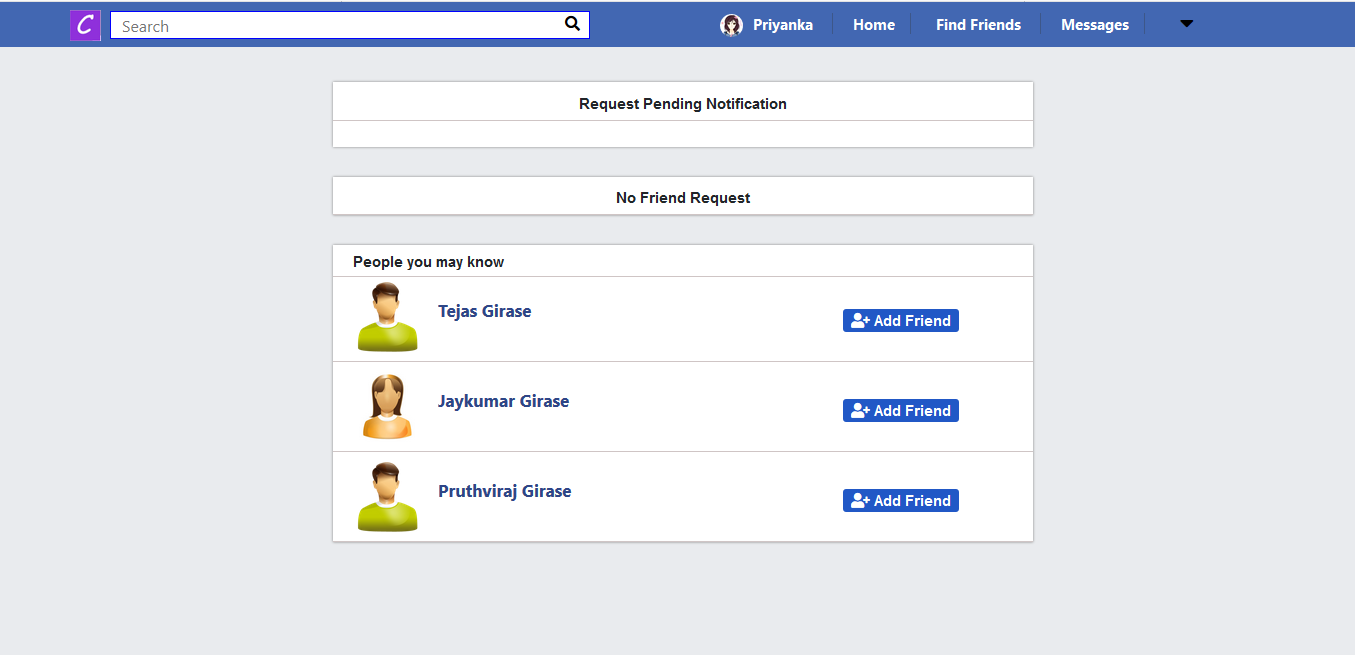 C Search Priyanka Home Find Friends Messages
Request Pending Notification
No Friend Request
People you may know
Tejas Girase Add Friend
Jaykumar Girase Add Friend
Pruthviraj Girase Add Friend